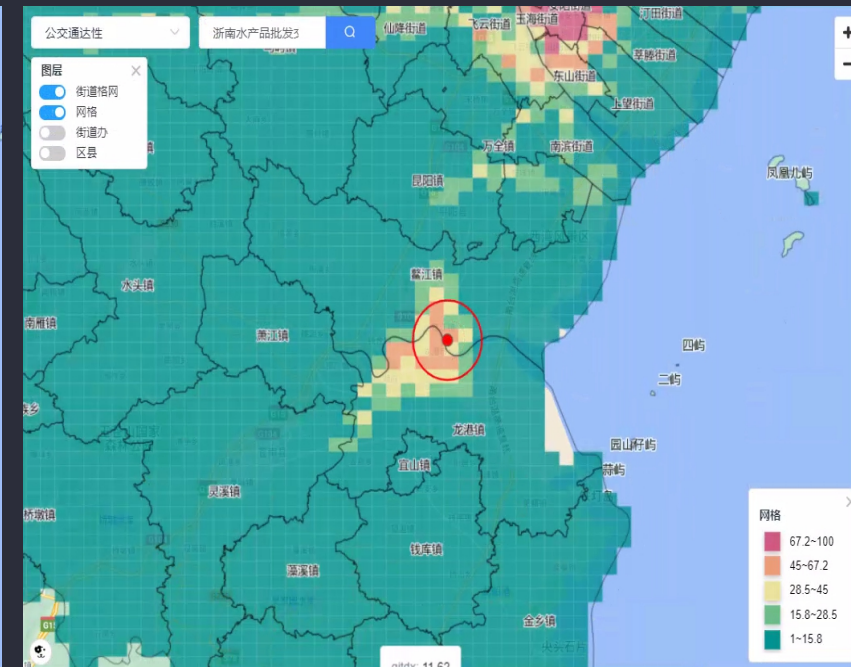 公交通达性
浙南水产品批发交
图层
街道格网
网格
街道办
区县
仙降街道
飞云街道
玉海街道
河田街道
莘塍街道
东山街道
上望街道
万全镇
南滨街道
昆阳镇
凤凰九屿
鳌江镇
水头镇
南雁镇
萧江镇
四屿
二屿
龙港镇
园山仔屿
蒜屿
宜山镇
灵溪镇
桥墩镇
钱库镇
藻溪镇
金乡镇
网格
67.2~100
45~67.2
28.5~45
15.8~28.5
1~15.8